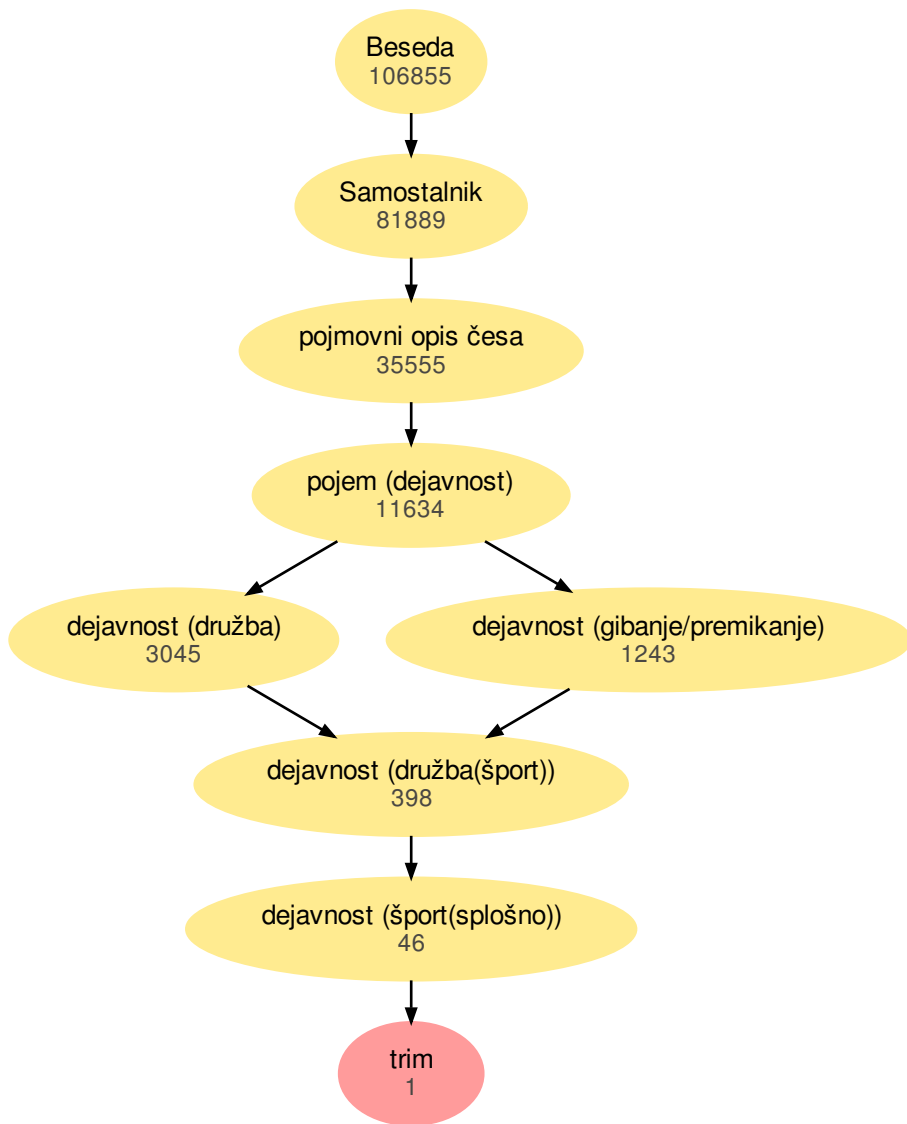 Beseda
106855
Samostalnik
81889
pojmovni opis česa
35555
pojem (dejavnost)
11634
dejavnost (družba)
3045
dejavnost (gibanje/premikanje)
1243
dejavnost (družba(šport))
398
dejavnost (šport(splošno))
46
trim
1